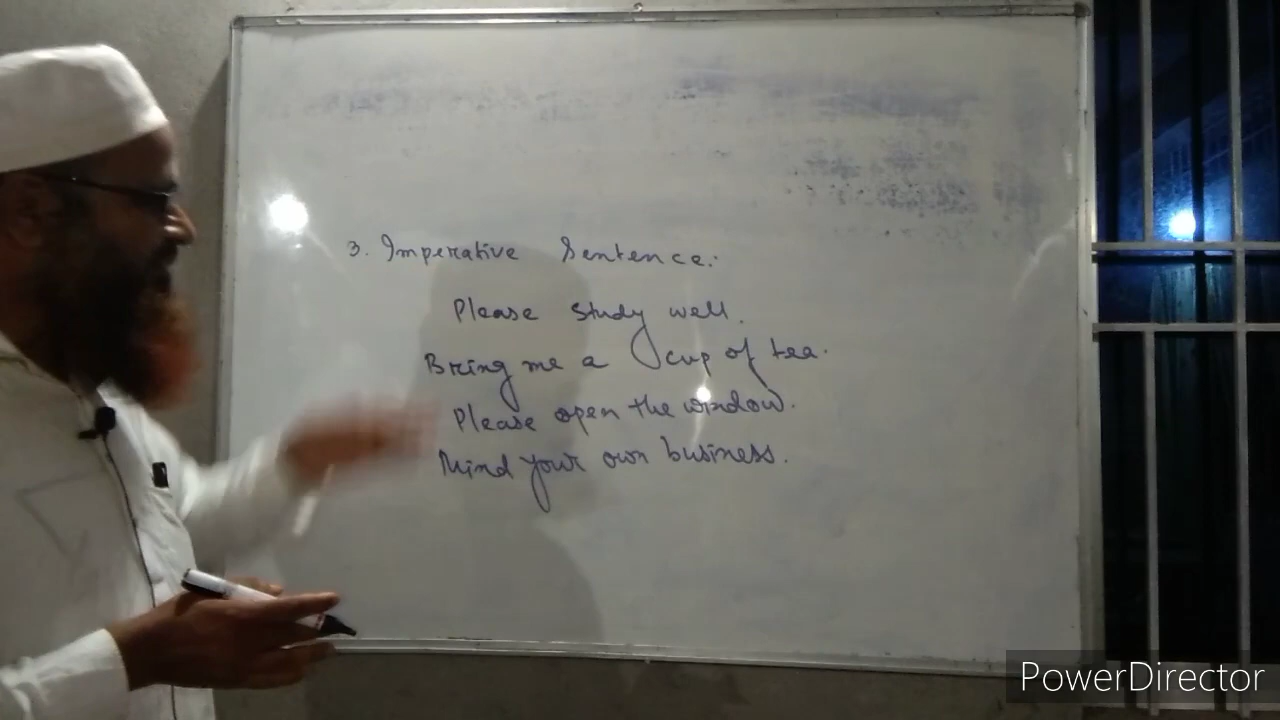 3. Imperative Sentence:
Please study well.
Bring me a cup of tea.
Please open the window.
Mind your own business.
PowerDirector